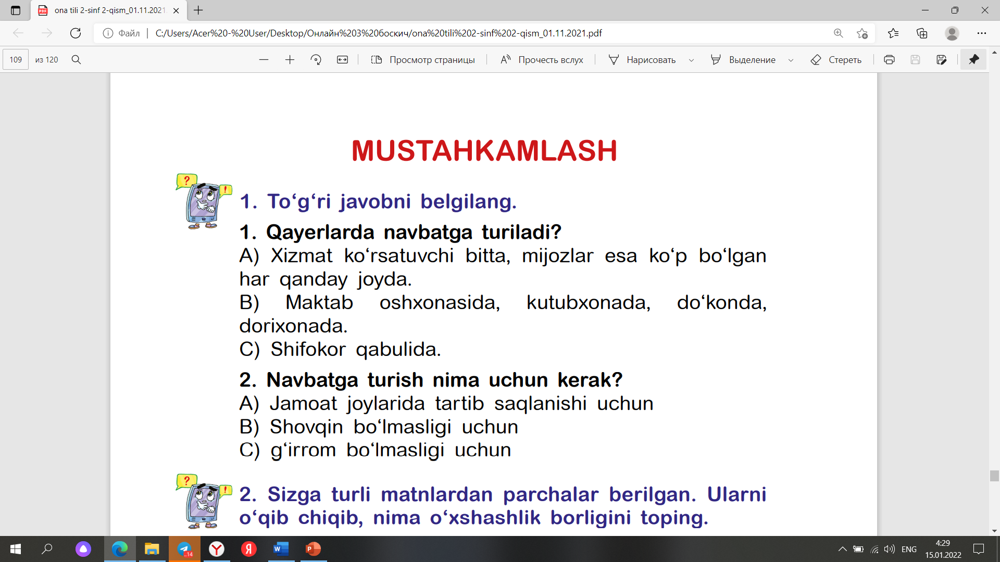 ona tili 2-sinf 2-qism_01.11.2021
Файл
C:/Users/Acer%20-%20User/Desktop/Онлайн%203%20боскич/ona%20tili%202-sinf%202-qism_01.11.2021.pdf
109 из 120
Просмотр страницы
Прочесть вслух
Нарисовать
Выделение
Стереть
MUSTAHKAMLASH
? !
1. To‘g‘ri javobni belgilang.
1. Qayerlarda navbatga turiladi?
A) Xizmat ko‘rsatuvchi bitta, mijozlar esa ko‘p bo‘lgan
har qanday joyda.
B) Maktab oshxonasida, kutubxonada, do‘konda,
dorixonada.
C) Shifokor qabulida.
2. Navbatga turish nima uchun kerak?
A) Jamoat joylarida tartib saqlanishi uchun
B) Shovqin bo‘lmasligi uchun
C) g‘irrom bo‘lmasligi uchun
? !
2. Sizga turli matnlardan parchalar berilgan. Ularni
o‘qib chiqib, nima o‘xshashlik borligini toping.
..14
ENG
4:29
15.01.2022